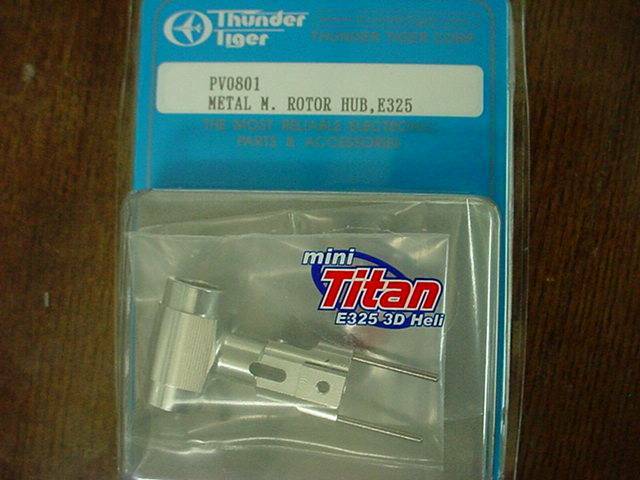 Thunder
Tiger
THUNDER TIGER CORP.
PV0801
METAL M. ROTOR HUB,E325
THE MOST RELIABLE ELECTRIC
PARTS & ACCESSORIES
mini
Titan
E325 3D Heli